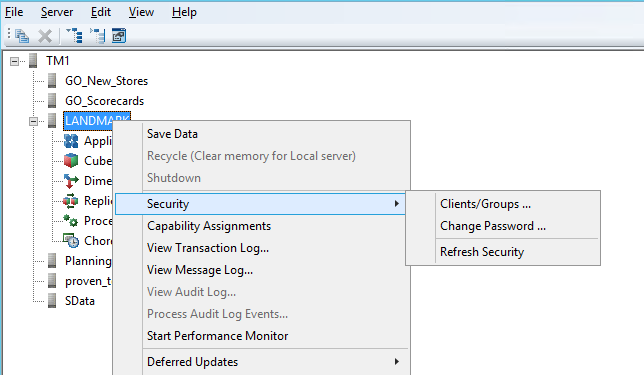 File Server Edit View Help
TM1
GO_New_Stores
GO_Scorecards
LANDMARK
Appli
Cube
Dime
Replic
Proce
Chore
Planning
proven_t
SData
Save Data
Recycle (Clear memory for Local server)
Shutdown
Security
Capability Assignments
View Transaction Log...
View Message Log...
View Audit Log...
Process Audit Log Events...
Start Performance Monitor
Deferred Updates
Clients/Groups ...
Change Password ...
Refresh Security